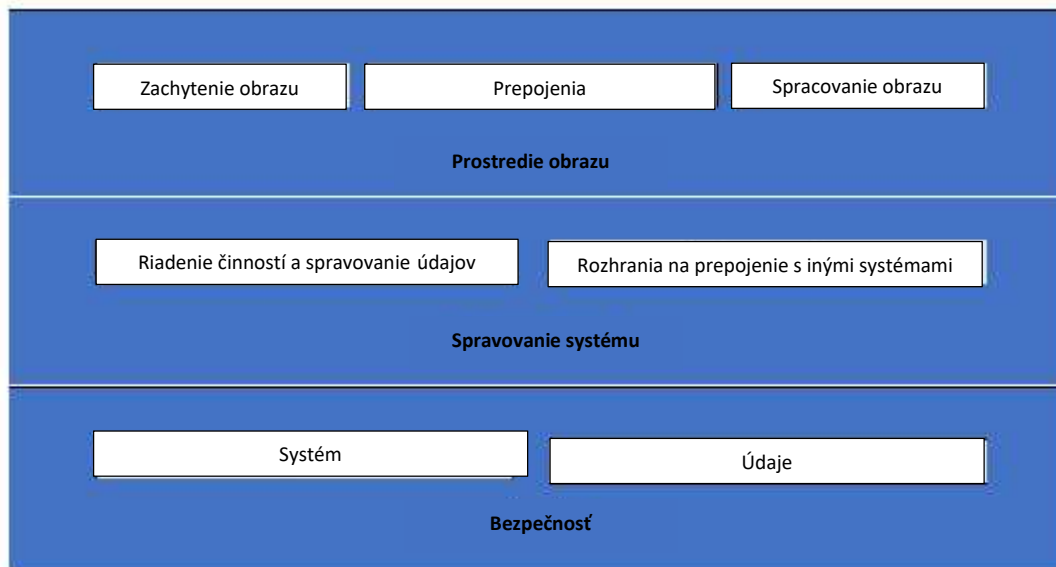 Zachytenie obrazu
Prepojenia
Spracovanie obrazu
Prostredie obrazu
Riadenie činností a spravovanie údajov
Rozhrania na prepojenie s inými systémami
Spravovanie systému
Systém
Údaje
Bezpečnosť